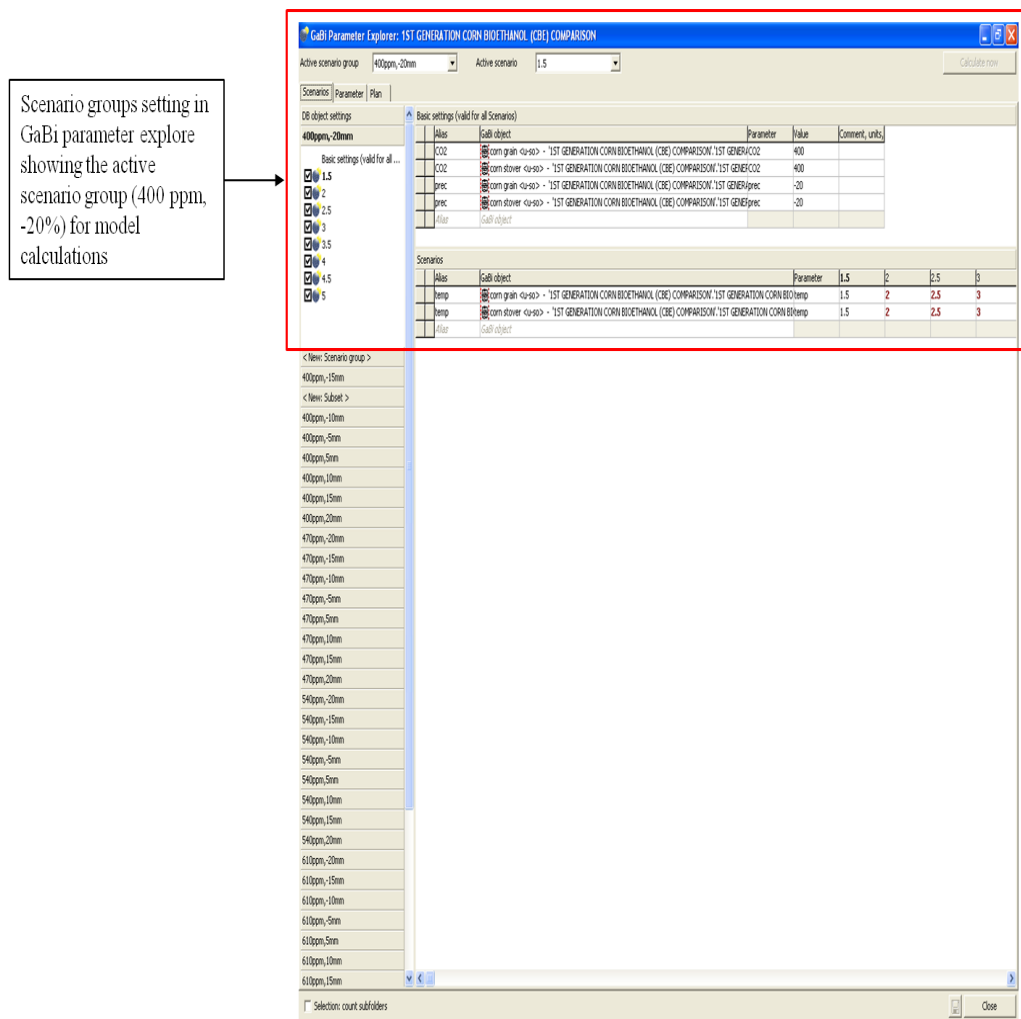 GaBi Parameter Explorer: 1ST GENERATION CORN BIOETHANOL (CBE) COMPARISON
Active scenario group 400ppm,-20mm Active scenario 1.5 Calculate now
Scenarios Parameter Plan
Scenario groups setting in
GaBi parameter explore
showing the active
scenario group (400 ppm,
-20%) for model
calculations
DB object settings
400ppm,-20mm
Basic settings (valid for all ...
1.5
2
2.5
3
3.5
4
4.5
5
< New: Scenario group >
400ppm,-15mm
< New: Subset >
400ppm,-10mm
400ppm,-5mm
400ppm,5mm
400ppm,10mm
400ppm,15mm
400ppm,20mm
470ppm,-20mm
470ppm,-15mm
470ppm,-10mm
470ppm,-5mm
470ppm,5mm
470ppm,10mm
470ppm,15mm
470ppm,20mm
540ppm,-20mm
540ppm,-15mm
540ppm,-10mm
540ppm,-5mm
540ppm,5mm
540ppm,10mm
540ppm,15mm
540ppm,20mm
610ppm,-20mm
610ppm,-15mm
610ppm,-10mm
610ppm,-5mm
610ppm,5mm
610ppm,10mm
610ppm,15mm
Basic settings (valid for all Scenarios)
Alias GaBi object Parameter Value Comment, units,
CO2 corn grain <u-so> - '1ST GENERATION CORN BIOETHANOL (CBE) COMPARISON'.'1ST GENERA CO2 400
CO2 corn stover <u-so> - '1ST GENERATION CORN BIOETHANOL (CBE) COMPARISON'.'1ST GENEF CO2 400
prec corn grain <u-so> - '1ST GENERATION CORN BIOETHANOL (CBE) COMPARISON'.'1ST GENERA prec -20
prec corn stover <u-so> - '1ST GENERATION CORN BIOETHANOL (CBE) COMPARISON'.'1ST GENEF prec -20
Alias GaBi object
Scenarios
Alias GaBi object Parameter 1.5 2 2.5 3
temp corn grain <u-so> - '1ST GENERATION CORN BIOETHANOL (CBE) COMPARISON'.'1ST GENERATION CORN BIO temp 1.5 2 2.5 3
temp corn stover <u-so> - '1ST GENERATION CORN BIOETHANOL (CBE) COMPARISON'.'1ST GENERATION CORN BI temp 1.5 2 2.5 3
Alias GaBi object
Selection: count subfolders Close